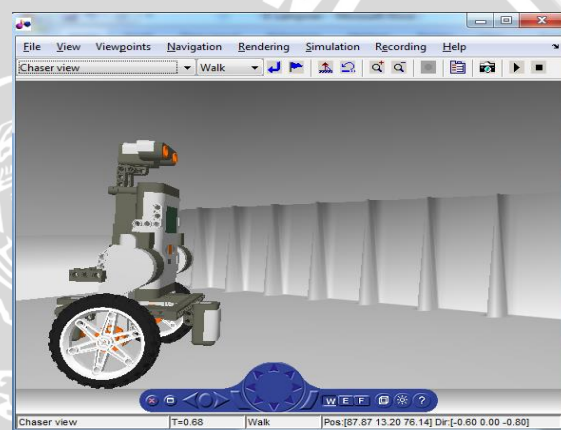 File View Viewpoints Navigation Rendering Simulation Recording Help
Chaser view Walk
W E F ?
Chaser view T=0.68 Walk Pos:[87.87 13.20 76.14] Dir:[-0.60 0.00 -0.80]